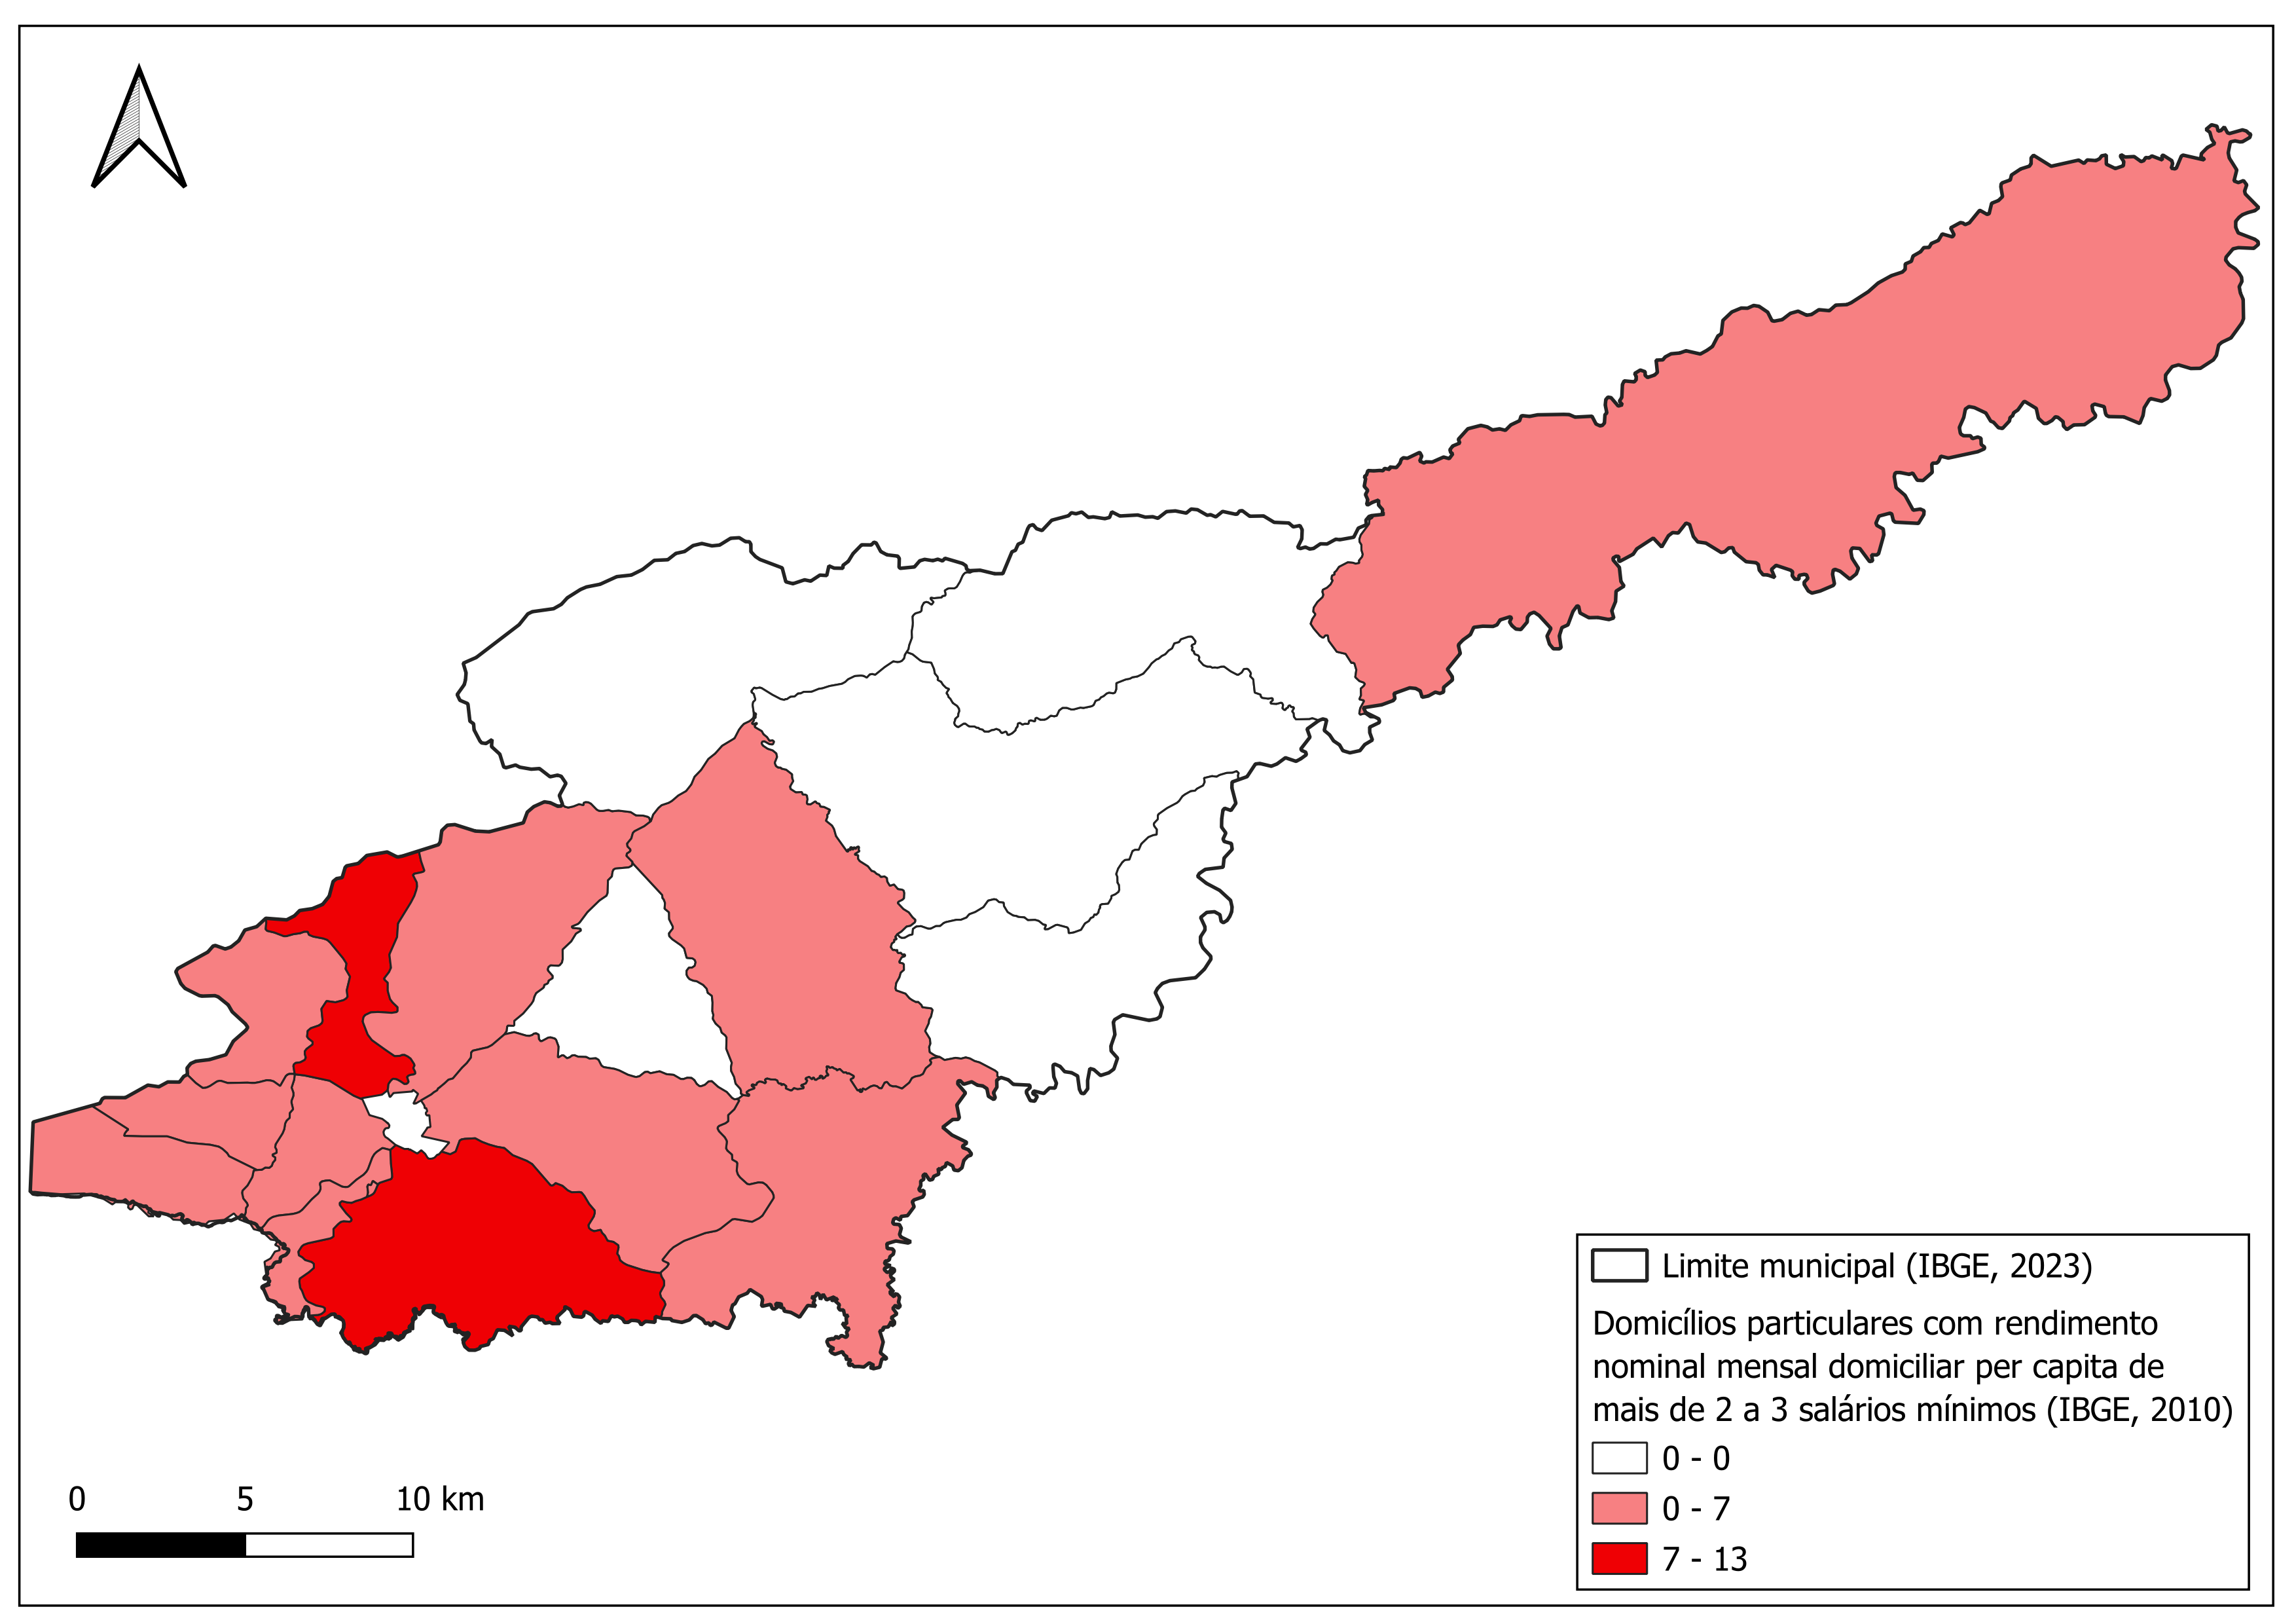 Limite municipal (IBGE, 2023)
Domicílios particulares com rendimento
nominal mensal domiciliar per capita de
mais de 2 a 3 salários mínimos (IBGE, 2010)
0 - 0
0 - 7
7 - 13
0 5 10 km